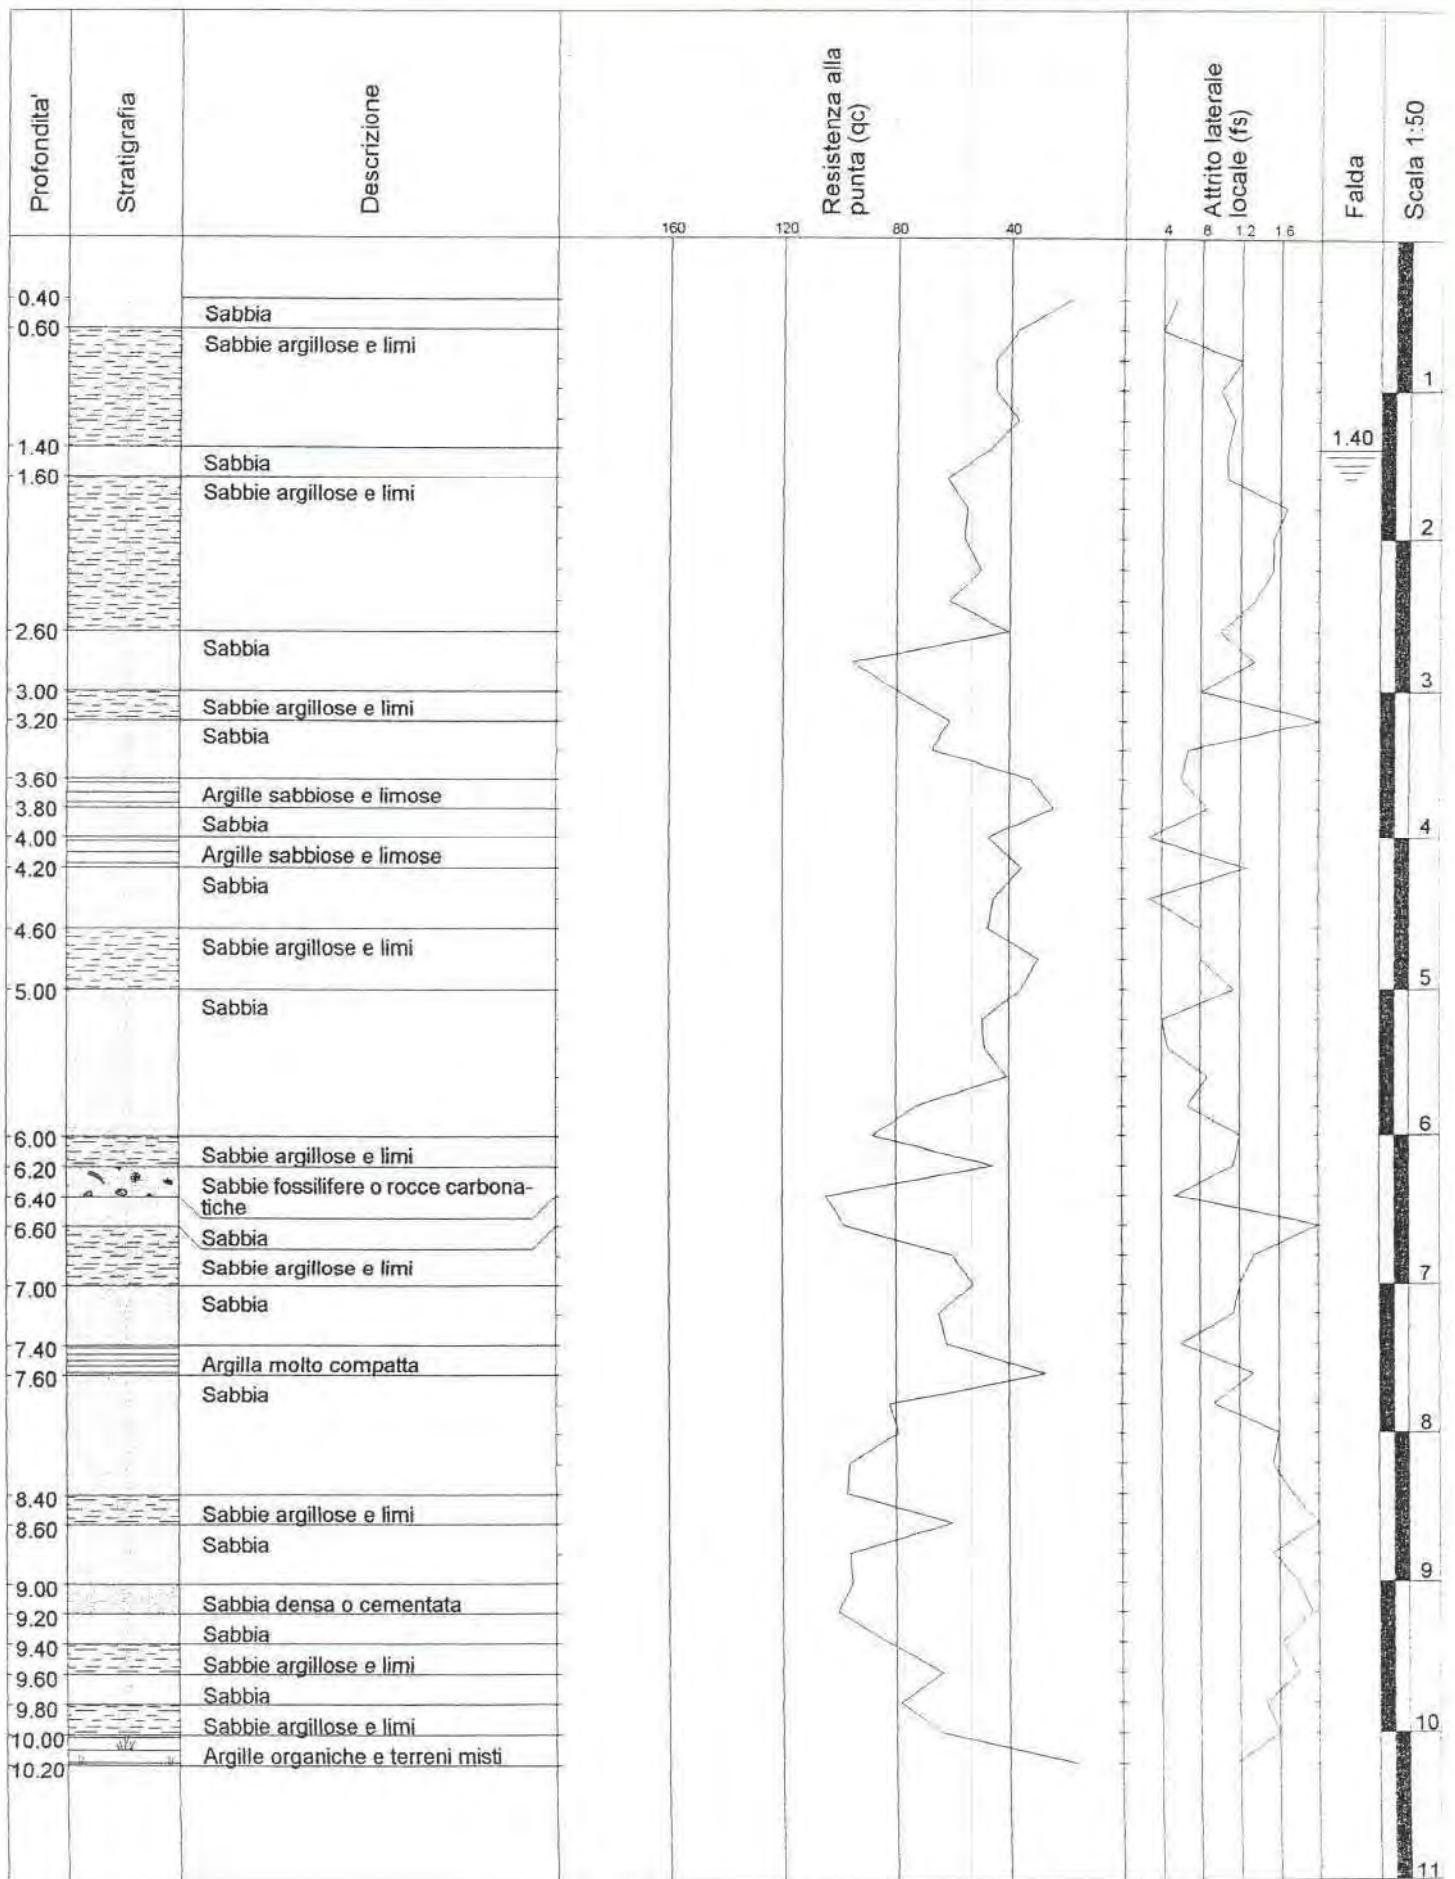 Profondita'
Stratigrafia
Descrizione
Resistenza alla
punta (qc)
Attrito laterale
locale (fs)
Falda
Scala 1:50
160
120
80
40
4
8
1.2
1.6
0.40
Sabbia
0.60
Sabbie argillose e limi
1
1.40
1.40
Sabbia
1.60
Sabbie argillose e limi
2
2.60
Sabbia
3.00
3
Sabbie argillose e limi
3.20
Sabbia
3.60
Argille sabbiose e limose
3.80
Sabbia
4.00
4
Argille sabbiose e limose
4.20
Sabbia
4.60
Sabbie argillose e limi
5.00
5
Sabbia
6.00
6
Sabbie argillose e limi
6.20
Sabbie fossilifere o rocce carbona-
tiche
6.40
6.60
Sabbia
Sabbie argillose e limi
7.00
7
Sabbia
7.40
Argilla molto compatta
7.60
Sabbia
8
8.40
Sabbie argillose e limi
8.60
Sabbia
9.00
9
Sabbia densa o cementata
9.20
Sabbia
9.40
Sabbie argillose e limi
9.60
Sabbia
9.80
Sabbie argillose e limi
10.00
10
Argille organiche e terreni misti
10.20
11